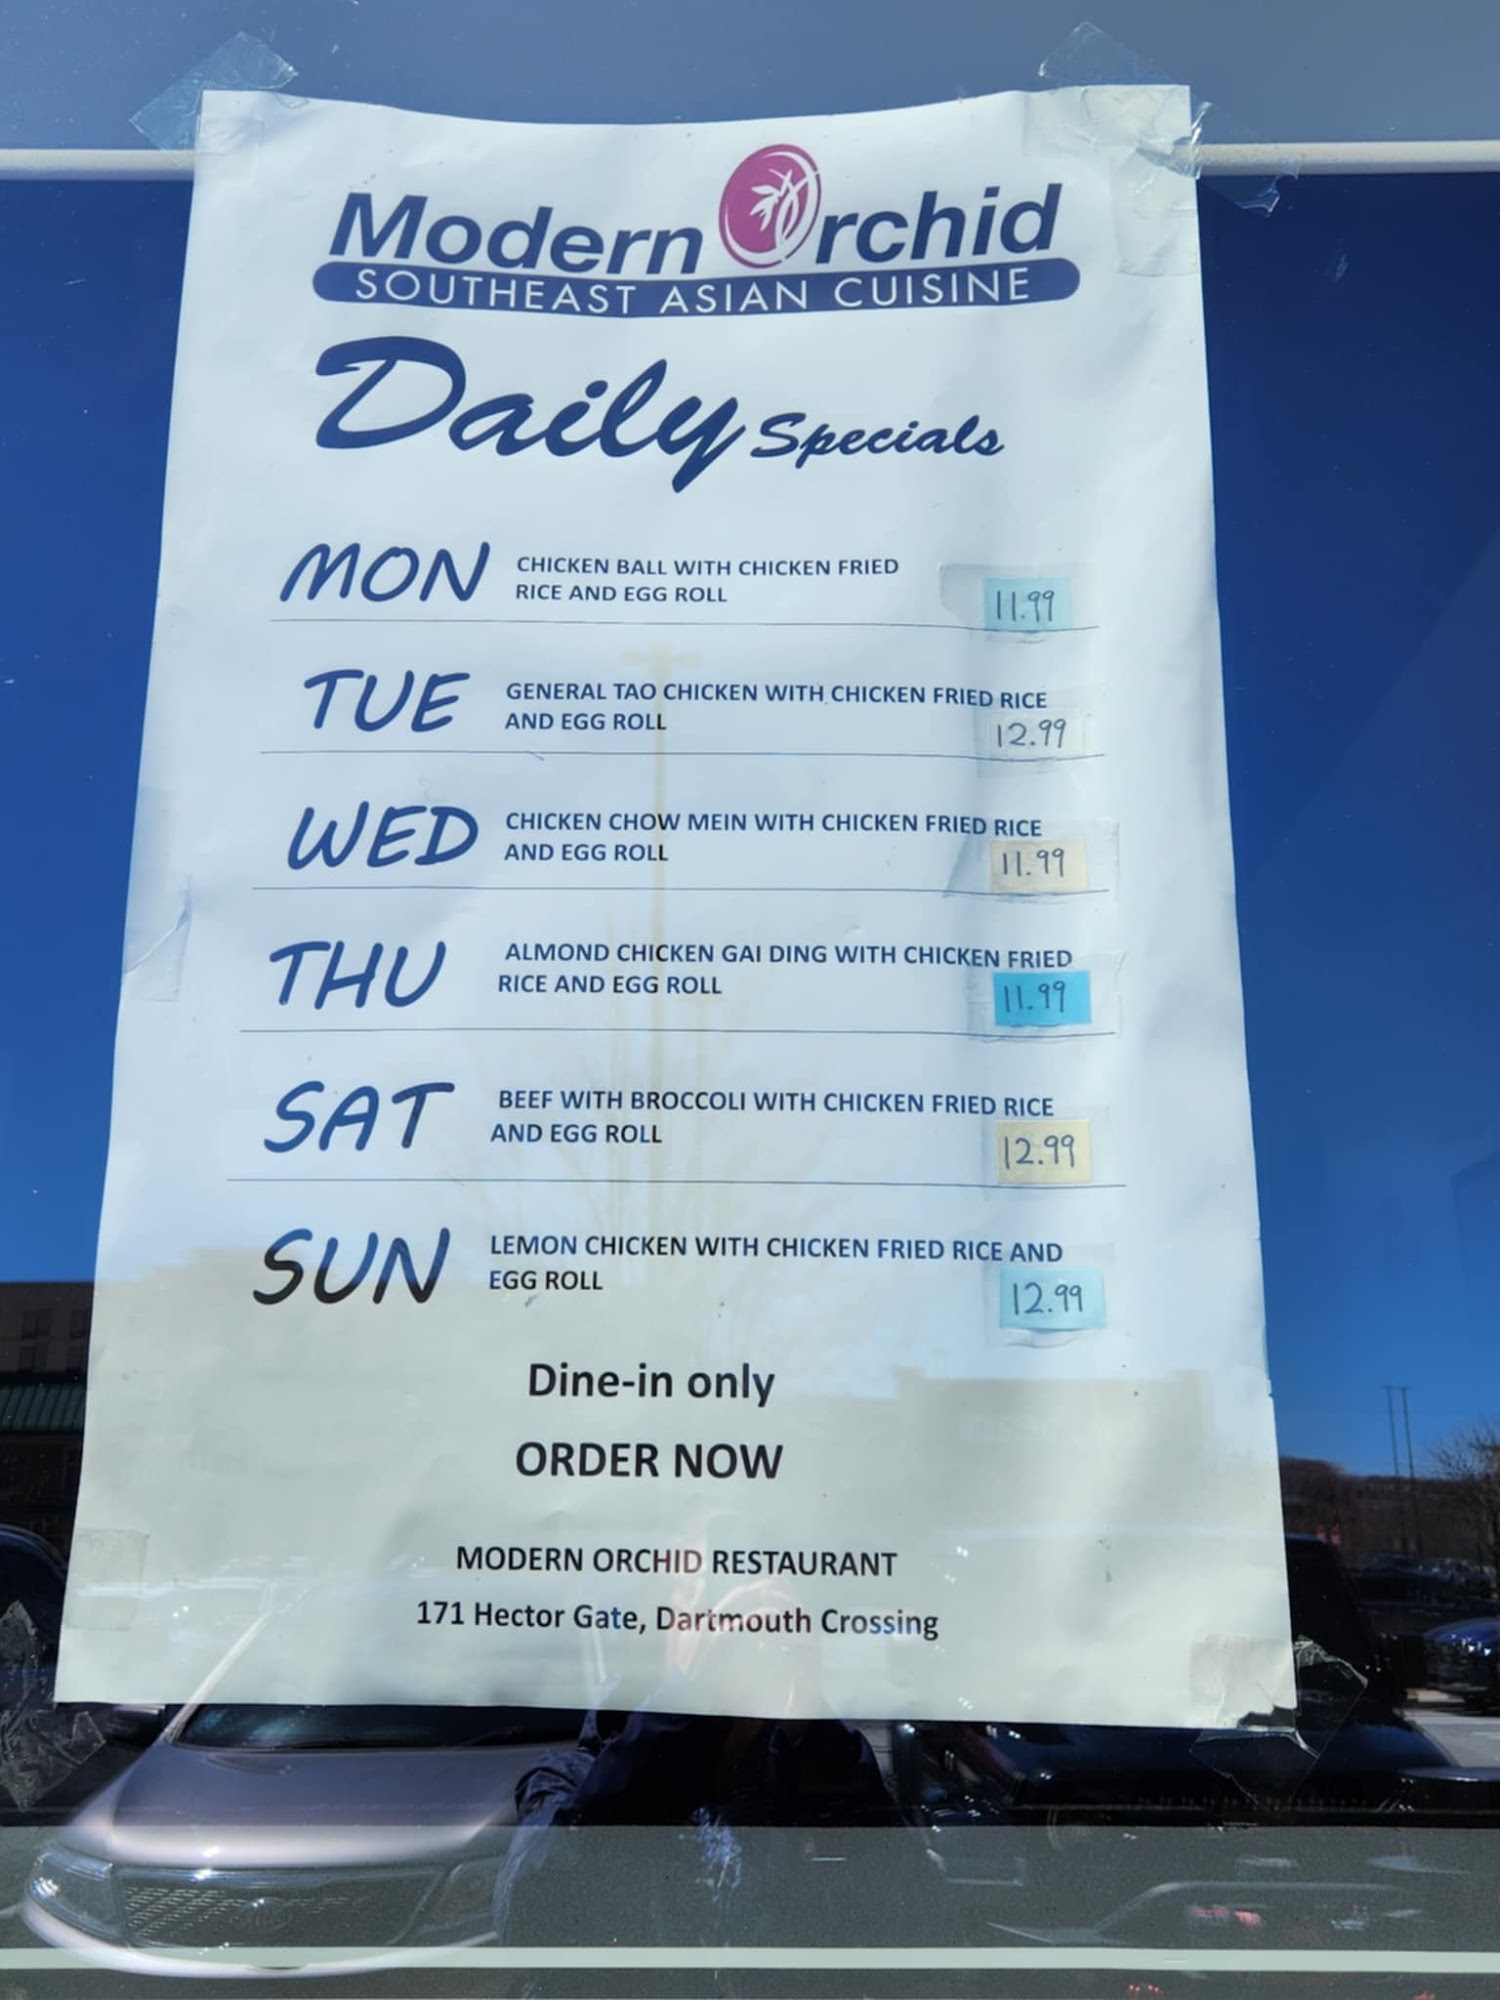 Modern Orchid
SOUTHEAST ASIAN CUISINE
Daily Specials
MON
CHICKEN BALL WITH CHICKEN FRIED
RICE AND EGG ROLL
11.99
TUE
GENERAL TAO CHICKEN WITH CHICKEN FRIED RICE
AND EGG ROLL
12.99
WED
CHICKEN CHOW MEIN WITH CHICKEN FRIED RICE
AND EGG ROLL
11.99
THU
ALMOND CHICKEN GAI DING WITH CHICKEN FRIED
RICE AND EGG ROLL
11.99
SAT
BEEF WITH BROCCOLI WITH CHICKEN FRIED RICE
AND EGG ROLL
12.99
SUN
LEMON CHICKEN WITH CHICKEN FRIED RICE AND
EGG ROLL
12.99
Dine-in only
ORDER NOW
MODERN ORCHID RESTAURANT
171 Hector Gate, Dartmouth Crossing